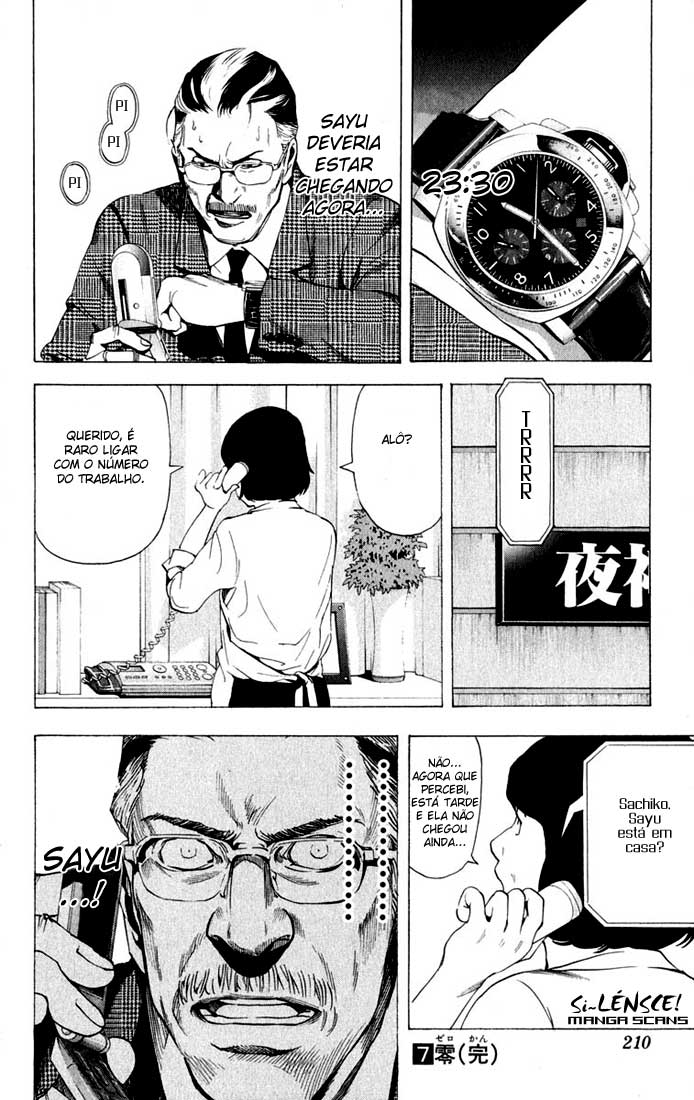 23:30
SAYU
DEVERIA
ESTAR
CHEGANDO
AGORA...
PI
PI
PI
TRRRRR
夜神
ALÔ?
QUERIDO, É
RARO LIGAR
COM O NÚMERO
DO TRABALHO.
Sachiko,
Sayu
está em
casa?
NÃO...
AGORA QUE
PERCEBI,
ESTÁ TARDE
E ELA NÃO
CHEGOU
AINDA...
SAYU
...!
Si~LÉNSCE!
MANGA SCANS
210
ゼロ かん
7 零(完)